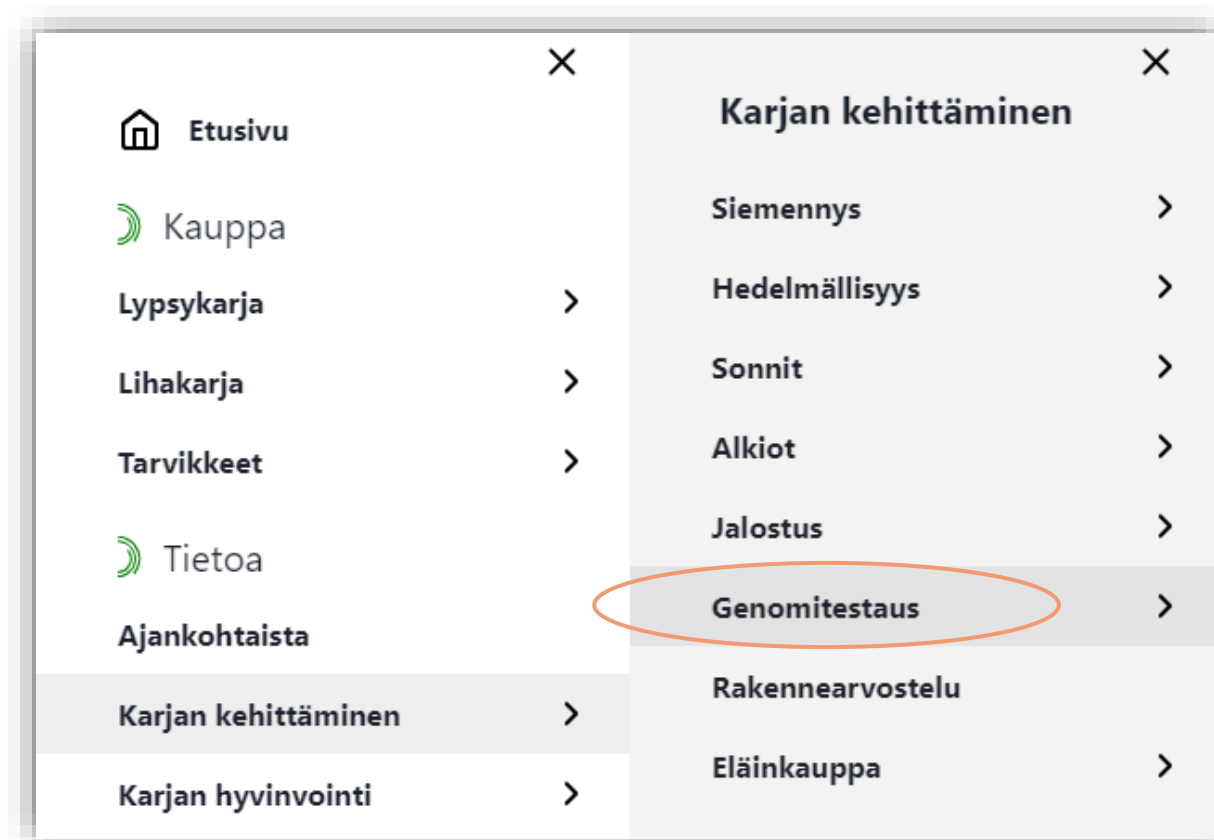 Etusivu
Kauppa
Lypsykarja
Lihakarja
Tarvikkeet
Tietoa
Ajankohtaista
Karjan kehittäminen
Karjan hyvinvointi
Karjan kehittäminen
Siemennys
Hedelmällisyys
Sonnit
Alkiot
Jalostus
Genomitestaus
Rakennearvostelu
Eläinkauppa